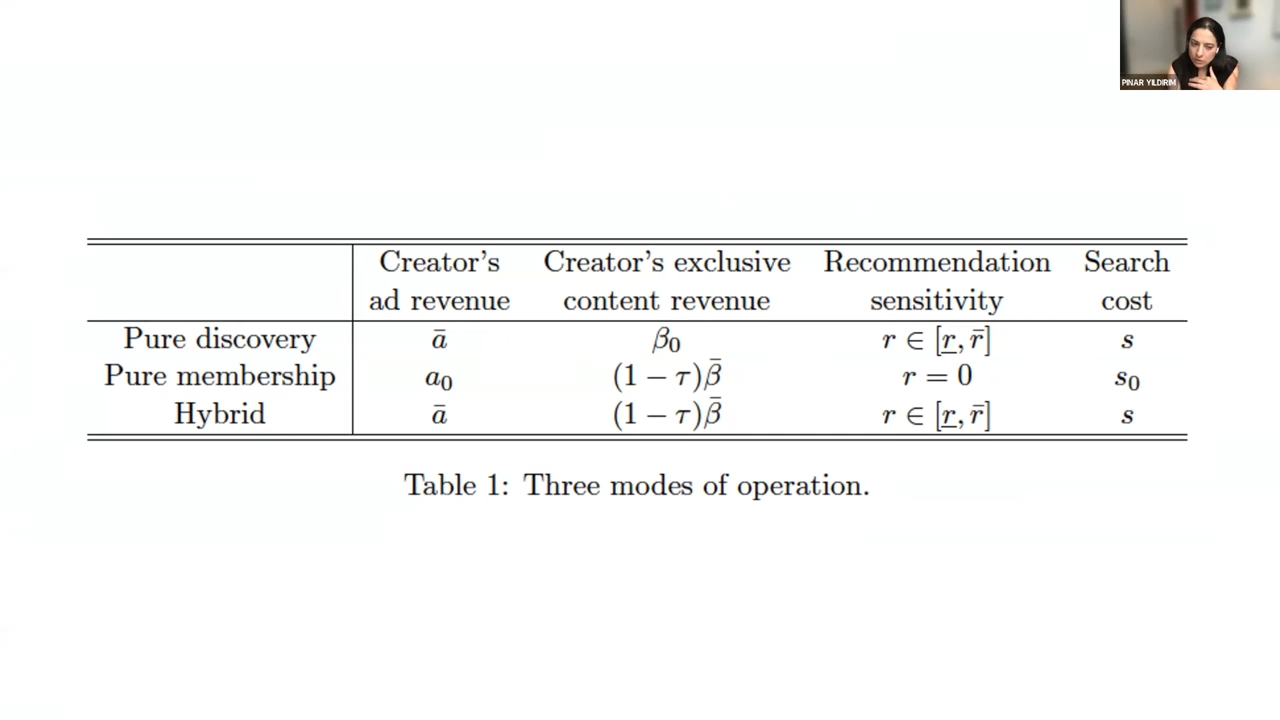 PINAR YILDIRIM
Creator's Creator's exclusive Recommendation Search
ad revenue content revenue sensitivity cost
Pure discovery ā β₀ r ∈ [r̲, r̄] s
Pure membership a₀ (1 − τ)β̄ r = 0 s₀
Hybrid ā (1 − τ)β̄ r ∈ [r̲, r̄] s
Table 1: Three modes of operation.